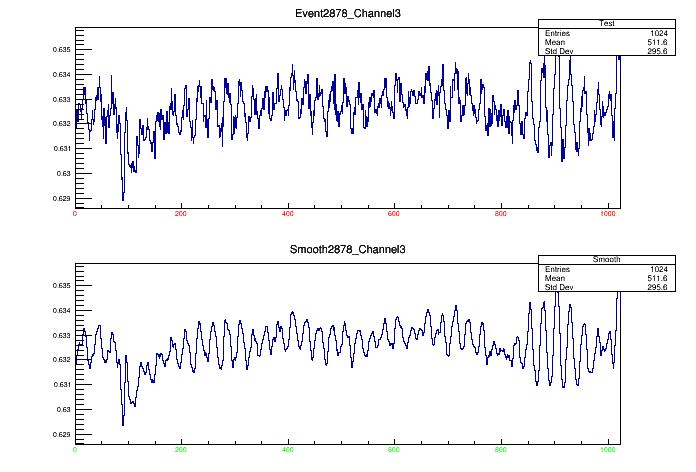 Event2878_Channel3
Test
Entries 1024
Mean 511.6
Std Dev 295.6
0.635
0.634
0.633
0.632
0.631
0.63
0.629
0 200 400 600 800 1000
Smooth2878_Channel3
Smooth
Entries 1024
Mean 511.6
Std Dev 295.6
0.635
0.634
0.633
0.632
0.631
0.63
0.629
0 200 400 600 800 1000